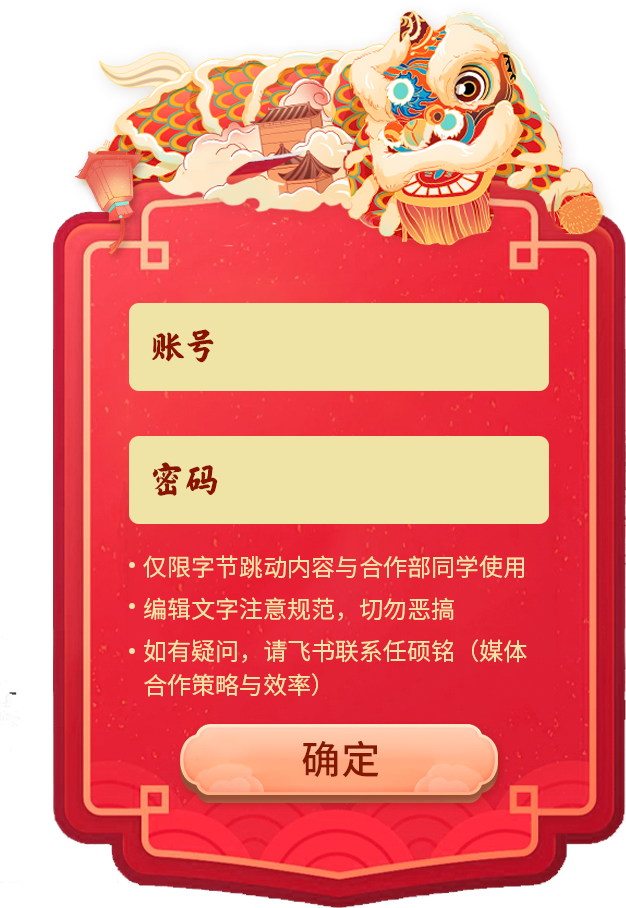 账号
密码
• 仅限字节跳动内容与合作部同学使用
• 编辑文字注意规范，切勿恶搞
• 如有疑问，请飞书联系任硕铭（媒体
合作策略与效率）
确定